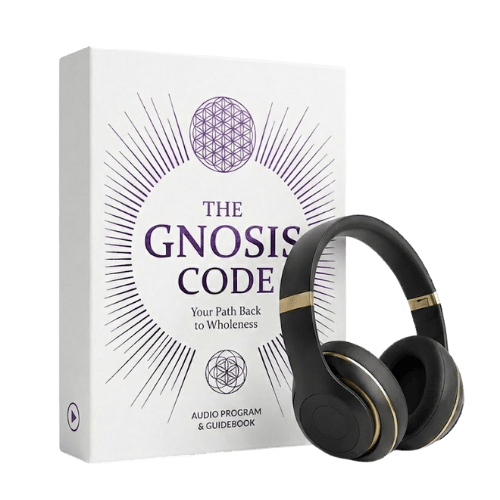 THE
GNOSIS
CODE
Your Path Back
to Wholeness
AUDIO PROGRAM
& GUIDEBOOK